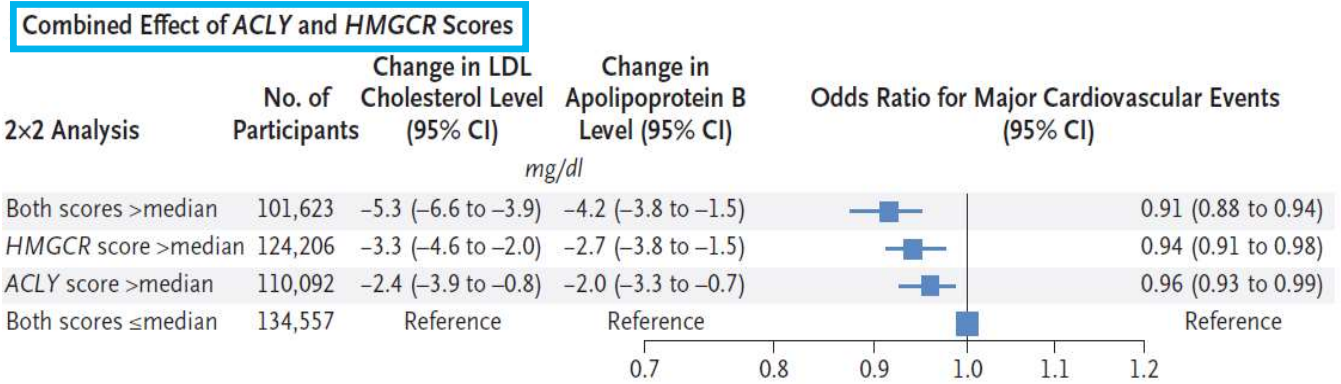 Combined Effect of ACLY and HMGCR Scores
2×2 Analysis No. of Participants Change in LDL Cholesterol Level (95% CI) Change in Apolipoprotein B Level (95% CI) Odds Ratio for Major Cardiovascular Events (95% CI)
mg/dl
Both scores >median 101,623 –5.3 (–6.6 to –3.9) –4.2 (–3.8 to –1.5) 0.91 (0.88 to 0.94)
HMGCR score >median 124,206 –3.3 (–4.6 to –2.0) –2.7 (–3.8 to –1.5) 0.94 (0.91 to 0.98)
ACLY score >median 110,092 –2.4 (–3.9 to –0.8) –2.0 (–3.3 to –0.7) 0.96 (0.93 to 0.99)
Both scores ≤median 134,557 Reference Reference Reference
0.7 0.8 0.9 1.0 1.1 1.2